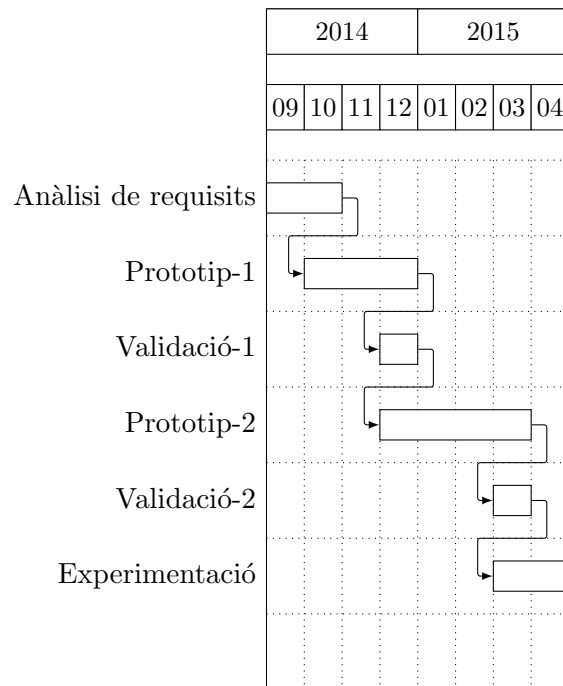 2014 2015
09 10 11 12 01 02 03 04
Anàlisi de requisits
Prototip-1
Validació-1
Prototip-2
Validació-2
Experimentació